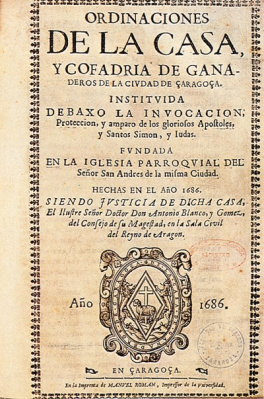 ORDINACIONES
DE LA CASA,
Y COFADRIA DE GANA-
DEROS DE LA CIVDAD DE ÇARAGOÇA.
INSTITVIDA
DEBAXO LA INVOCACION,
Proteccion, y amparo de los gloriosos Apostoles,
y Santos Simon, y Iudas.
FVNDADA
EN LA IGLESIA PARROQVIAL DEL
Señor San Andres de la misma Ciudad.
HECHAS EN EL AÑO 1686.
SIENDO JVSTICIA DE DICHA CASA,
El Ilustre Señor Doctor Don Antonio Blanco, y Gomez,
del Consejo de su Magestad, en la Sala Civil
del Reyno de Aragon.
Año 1686.
EN ÇARAGOÇA.
En la Imprenta de MANVEL ROMAN, Impressor de la Vniversidad.